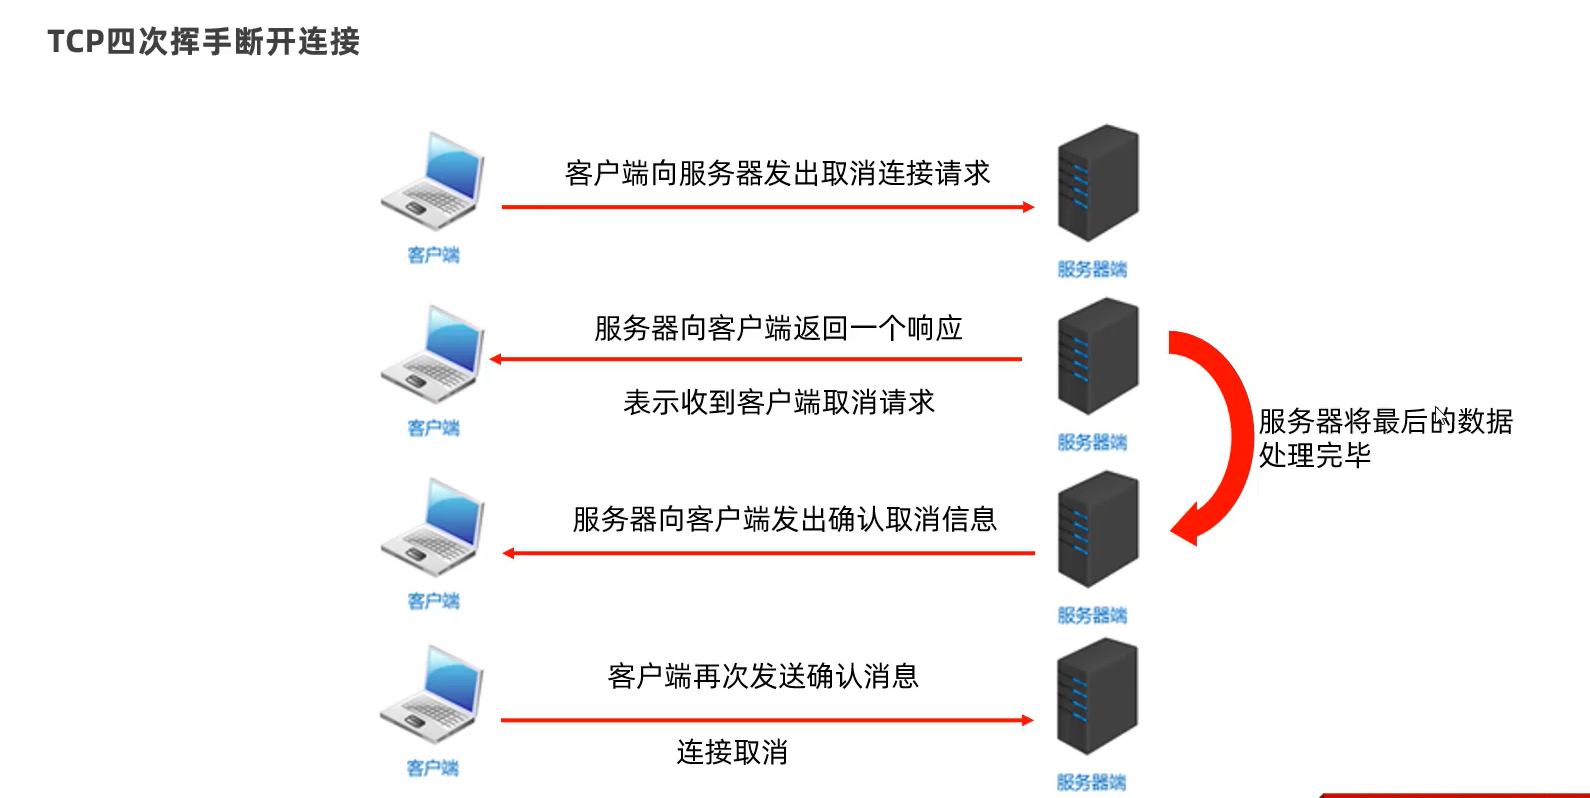 TCP四次挥手断开连接
客户端向服务器发出取消连接请求
客户端
服务器端
服务器向客户端返回一个响应
表示收到客户端取消请求
客户端
服务器端
服务器将最后的数据
处理完毕
服务器向客户端发出确认取消信息
客户端
服务器端
客户端再次发送确认消息
连接取消
客户端
服务器端